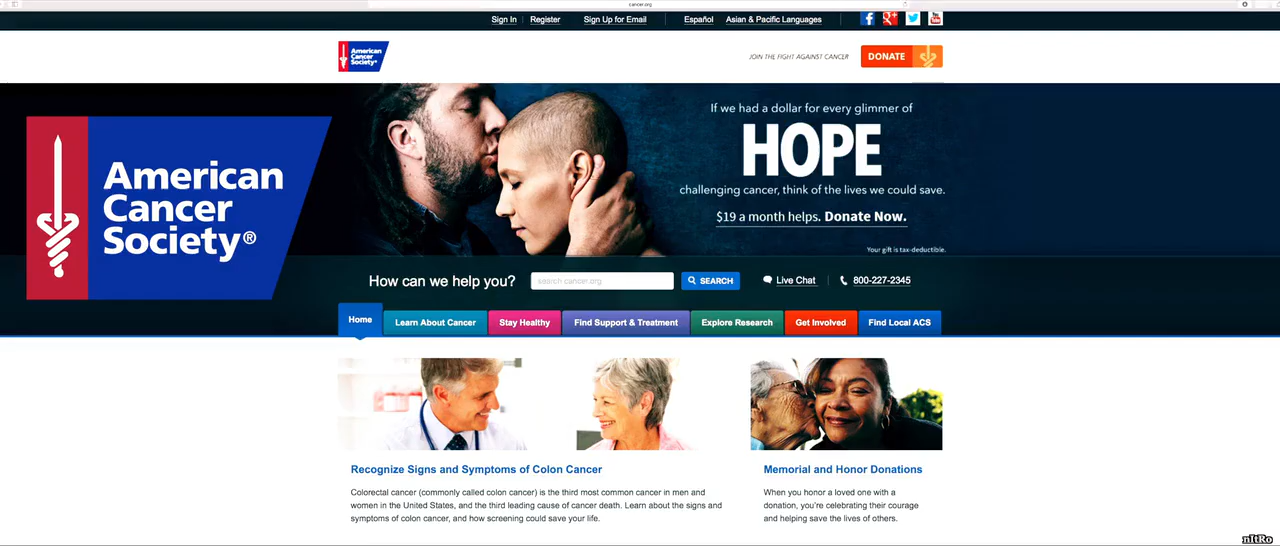 cancer.org
Sign In
Register
Sign Up for Email
Español
Asian & Pacific Languages
American
Cancer
Society®
JOIN THE FIGHT AGAINST CANCER
DONATE
American
Cancer
Society®
If we had a dollar for every glimmer of
HOPE
challenging cancer, think of the lives we could save.
$19 a month helps. Donate Now.
Your gift is tax-deductible.
How can we help you?
search cancer.org
SEARCH
Live Chat
800-227-2345
Home
Learn About Cancer
Stay Healthy
Find Support & Treatment
Explore Research
Get Involved
Find Local ACS
Recognize Signs and Symptoms of Colon Cancer
Colorectal cancer (commonly called colon cancer) is the third most common cancer in men and
women in the United States, and the third leading cause of cancer death. Learn about the signs and
symptoms of colon cancer, and how screening could save your life.
Memorial and Honor Donations
When you honor a loved one with a
donation, you're celebrating their courage
and helping save the lives of others.
nItRo